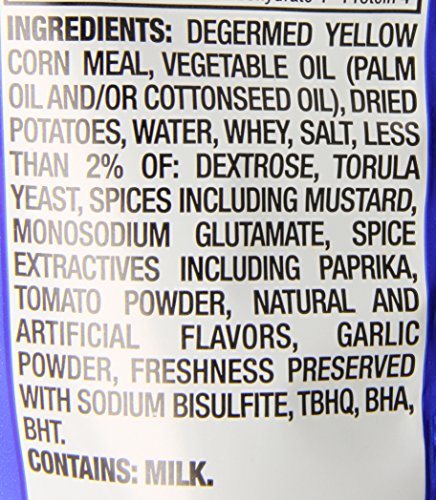 INGREDIENTS: DEGERMED YELLOW
CORN MEAL, VEGETABLE OIL (PALM
OIL AND/OR COTTONSEED OIL), DRIED
POTATOES, WATER, WHEY, SALT, LESS
THAN 2% OF: DEXTROSE, TORULA
YEAST, SPICES INCLUDING MUSTARD,
MONOSODIUM GLUTAMATE, SPICE
EXTRACTIVES INCLUDING PAPRIKA,
TOMATO POWDER, NATURAL AND
ARTIFICIAL FLAVORS, GARLIC
POWDER, FRESHNESS PRESERVED
WITH SODIUM BISULFITE, TBHQ, BHA,
BHT.
CONTAINS: MILK.